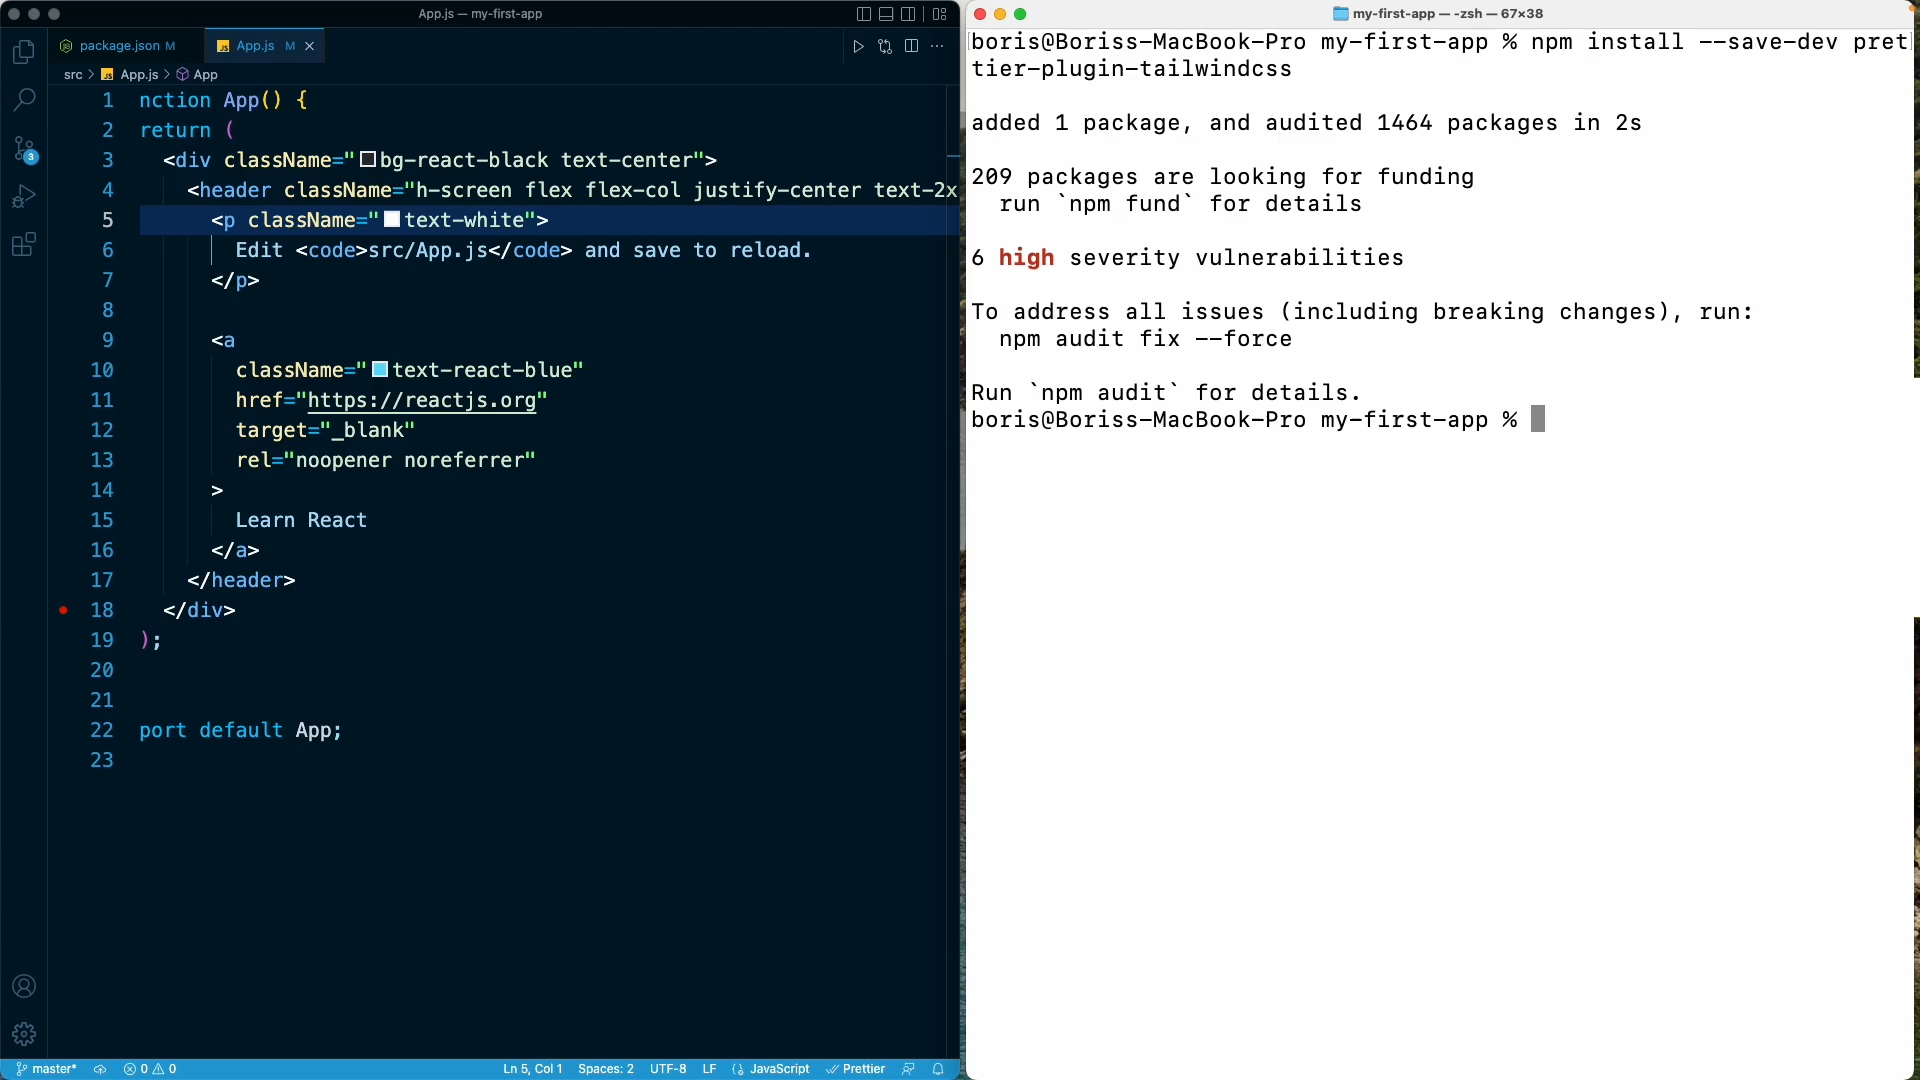 App.js — my-first-app
package.json M
App.js M
src > App.js > App
1 nction App() {
2 return (
3 <div className="bg-react-black text-center">
4 <header className="h-screen flex flex-col justify-center text-2x
5 <p className="text-white">
6 Edit <code>src/App.js</code> and save to reload.
7 </p>
8
9 <a
10 className="text-react-blue"
11 href="https://reactjs.org"
12 target="_blank"
13 rel="noopener noreferrer"
14 >
15 Learn React
16 </a>
17 </header>
18 </div>
19 );
20
21
22 port default App;
23
3
master* 0 0 Ln 5, Col 1 Spaces: 2 UTF-8 LF JavaScript Prettier
my-first-app — -zsh — 67×38
boris@Boriss-MacBook-Pro my-first-app % npm install --save-dev pret
tier-plugin-tailwindcss
added 1 package, and audited 1464 packages in 2s
209 packages are looking for funding
run `npm fund` for details
6 high severity vulnerabilities
To address all issues (including breaking changes), run:
npm audit fix --force
Run `npm audit` for details.
boris@Boriss-MacBook-Pro my-first-app %